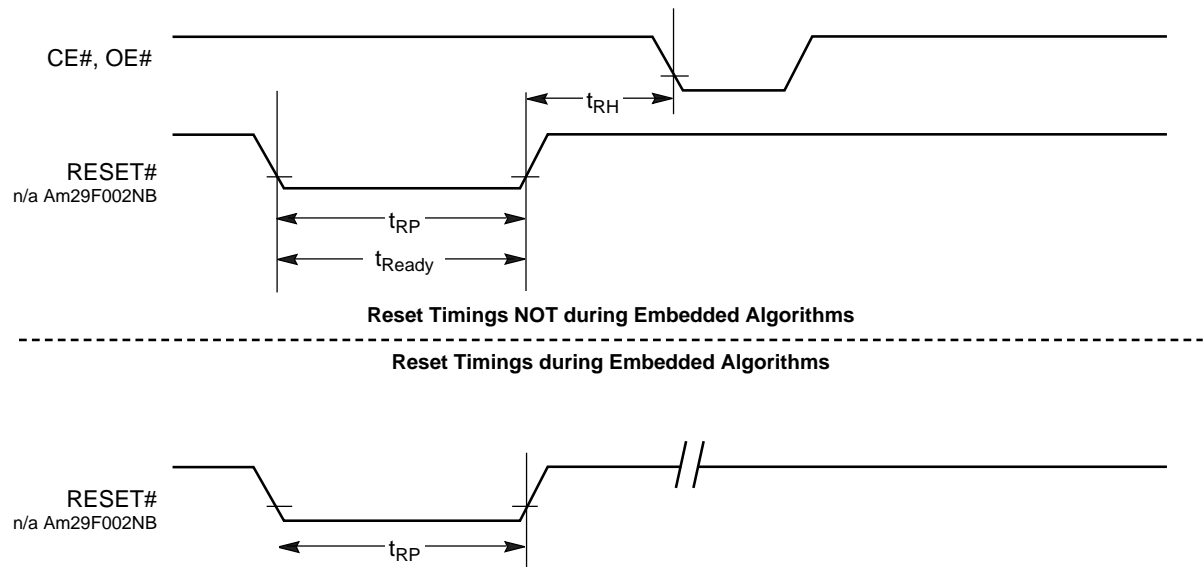 CE#, OE#
tRH
RESET#
n/a Am29F002NB
tRP
tReady
Reset Timings NOT during Embedded Algorithms
Reset Timings during Embedded Algorithms
RESET#
n/a Am29F002NB
tRP